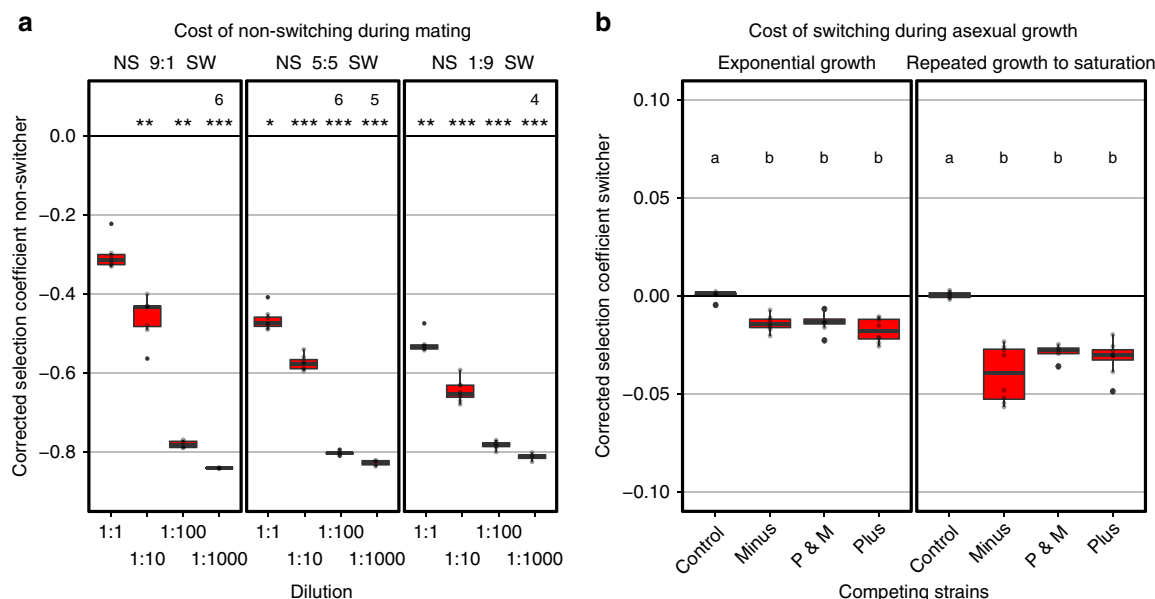 a
Cost of non-switching during mating
NS 9:1 SW
NS 5:5 SW
NS 1:9 SW
6
6
5
4
** ** ***
* *** *** ***
** *** *** ***
0.0
−0.2
−0.4
−0.6
−0.8
Corrected selection coefficient non-switcher
1:1
1:10
1:100
1:1000
1:1
1:10
1:100
1:1000
1:1
1:10
1:100
1:1000
Dilution
b
Cost of switching during asexual growth
Exponential growth
Repeated growth to saturation
0.10
0.05
0.00
−0.05
−0.10
Corrected selection coefficient switcher
a b b b
a b b b
Control
Minus
P & M
Plus
Control
Minus
P & M
Plus
Competing strains